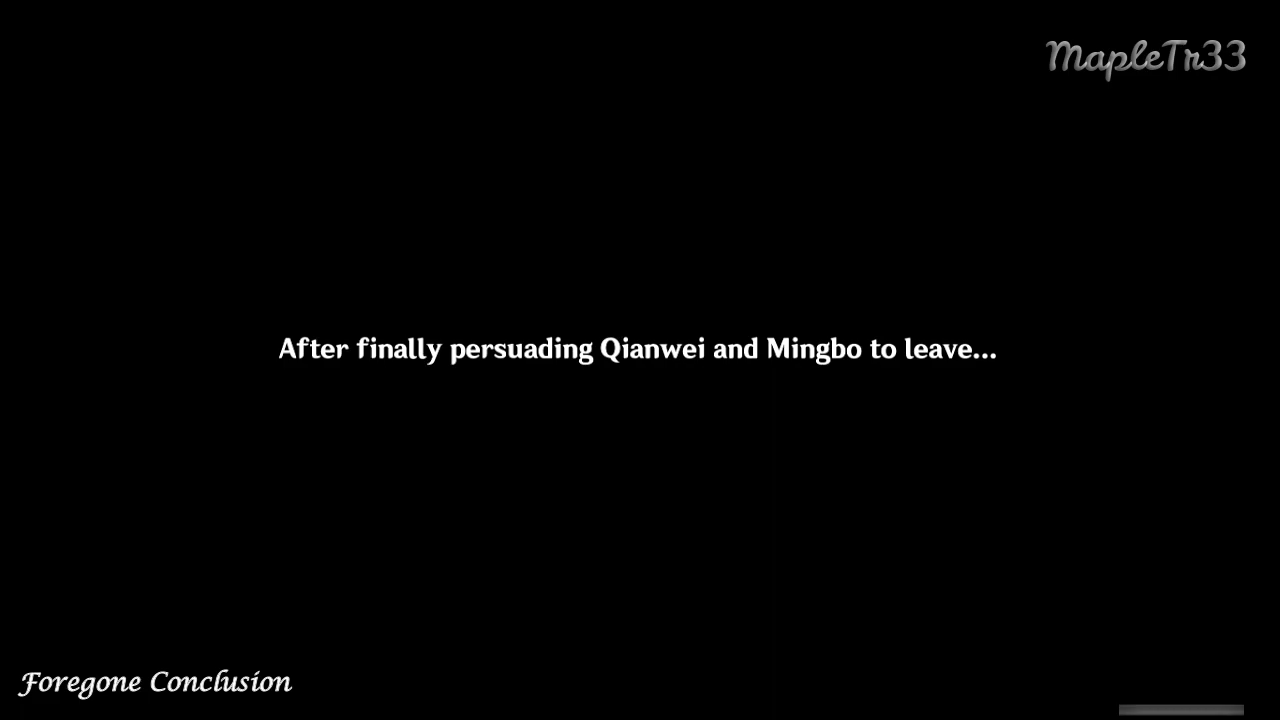 MapleTr33
After finally persuading Qianwei and Mingbo to leave...
Foregone Conclusion